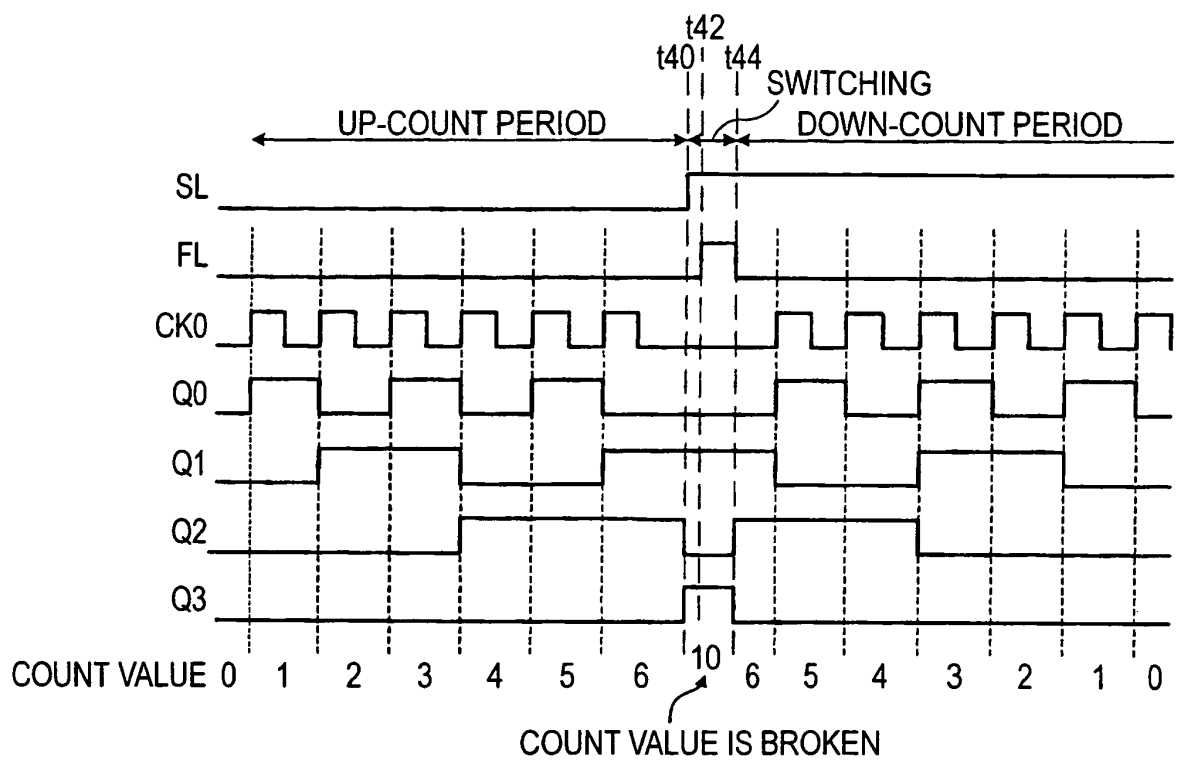 t42
t40 t44
SWITCHING
UP-COUNT PERIOD DOWN-COUNT PERIOD
SL
FL
CK0
Q0
Q1
Q2
Q3
COUNT VALUE 0 1 2 3 4 5 6 10 6 5 4 3 2 1 0
COUNT VALUE IS BROKEN